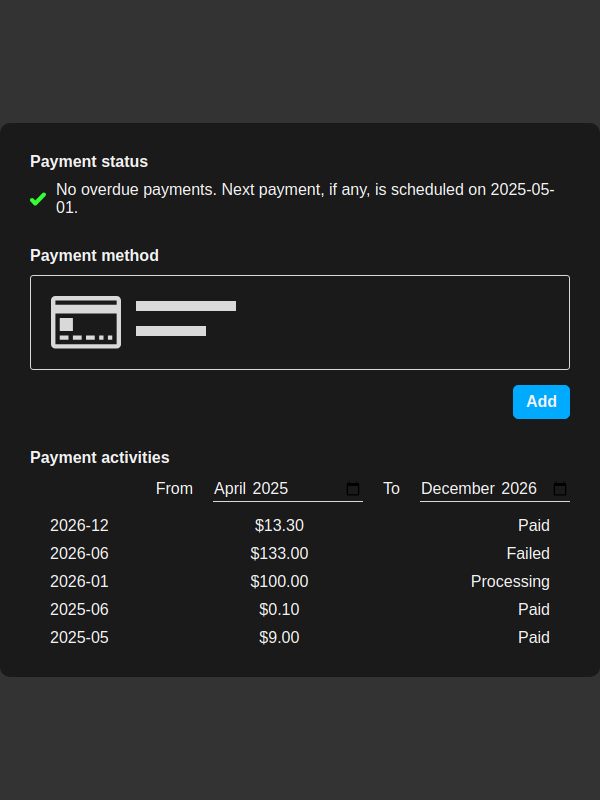 Payment status
No overdue payments. Next payment, if any, is scheduled on 2025-05-
01.
Payment method
Add
Payment activities
From April 2025 To December 2026
2026-12 $13.30 Paid
2026-06 $133.00 Failed
2026-01 $100.00 Processing
2025-06 $0.10 Paid
2025-05 $9.00 Paid